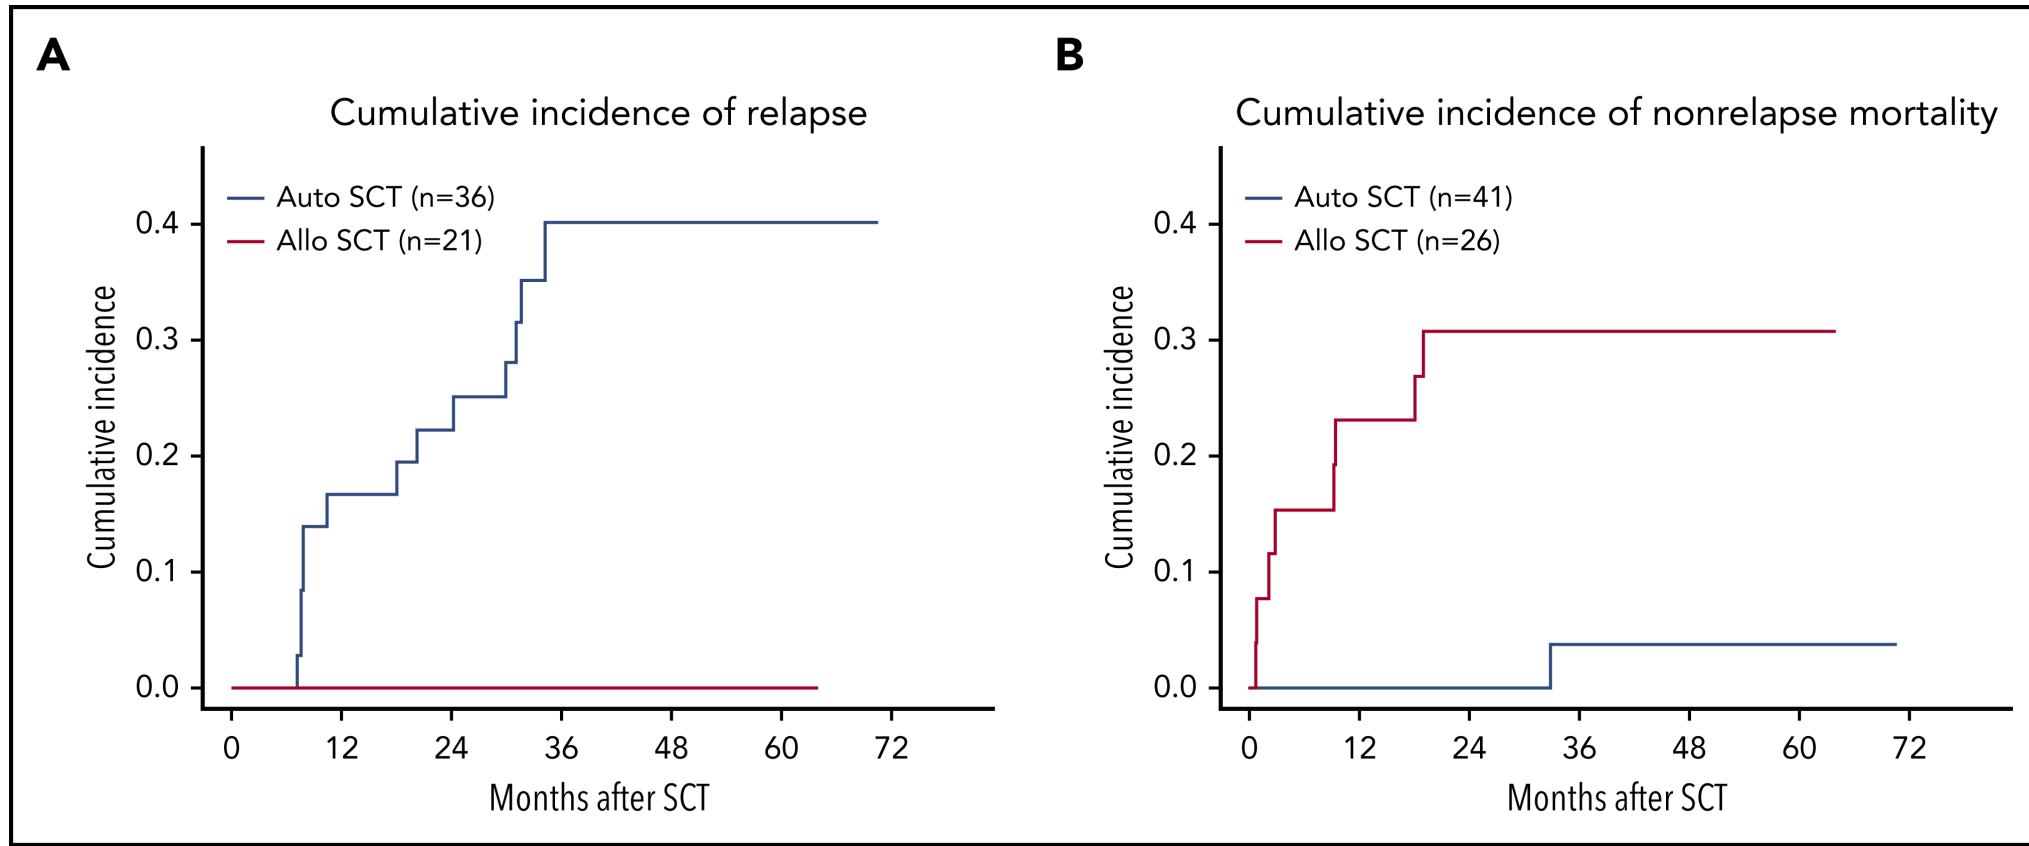 A
Cumulative incidence of relapse
Auto SCT (n=36)
Allo SCT (n=21)
Cumulative incidence
0.4
0.3
0.2
0.1
0.0
0 12 24 36 48 60 72
Months after SCT
B
Cumulative incidence of nonrelapse mortality
Auto SCT (n=41)
Allo SCT (n=26)
Cumulative incidence
0.4
0.3
0.2
0.1
0.0
0 12 24 36 48 60 72
Months after SCT